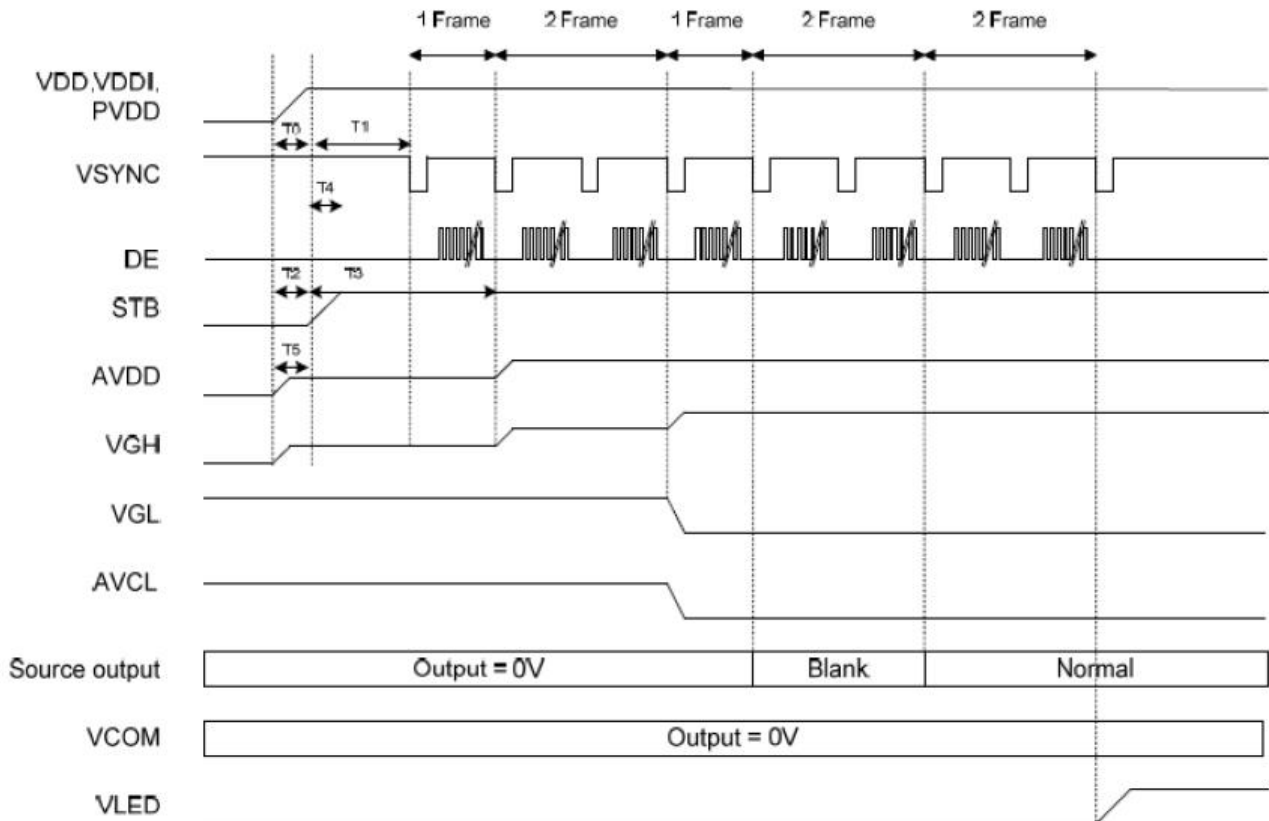 1 Frame 2 Frame 1 Frame 2 Frame 2 Frame
VDD,VDDI,
PVDD
T0 T1
VSYNC
T4
DE
T2 T3
STB
T5
AVDD
VGH
VGL
AVCL
Source output Output = 0V Blank Normal
VCOM Output = 0V
VLED